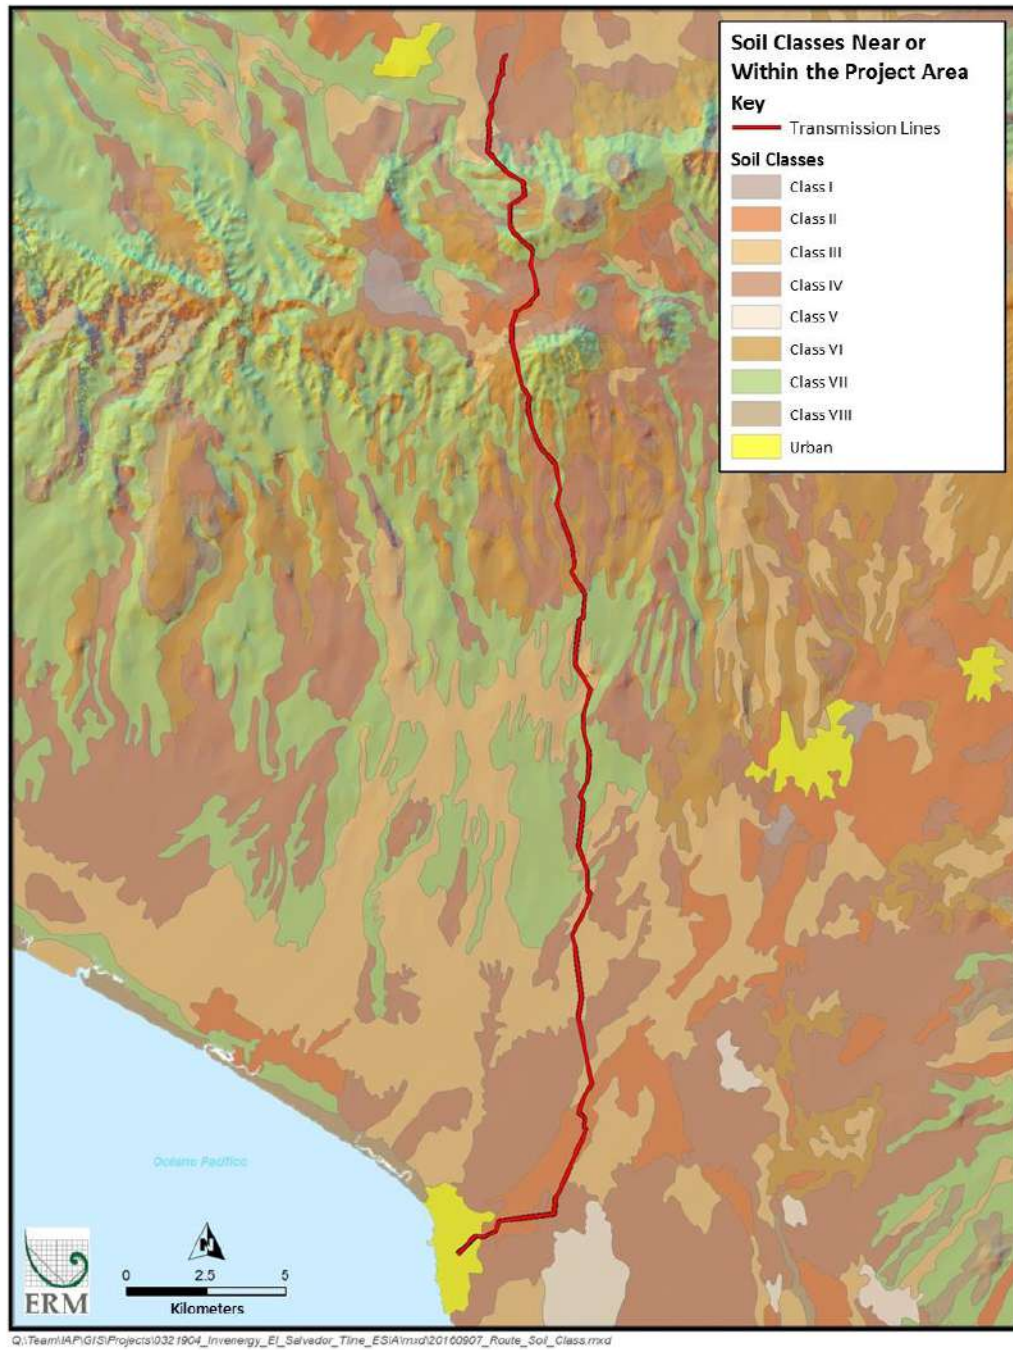 Soil Classes Near or
Within the Project Area
Key
Transmission Lines
Soil Classes
Class I
Class II
Class III
Class IV
Class V
Class VI
Class VII
Class VIII
Urban
Oceano Pacifico
N
0 2.5 5
Kilometers
ERM
Q:\Team\IAP\GIS\Projects\0321904_Invenergy_El_Salvador_Tline_ESIA\mxd\20160907_Route_Soil_Class.mxd